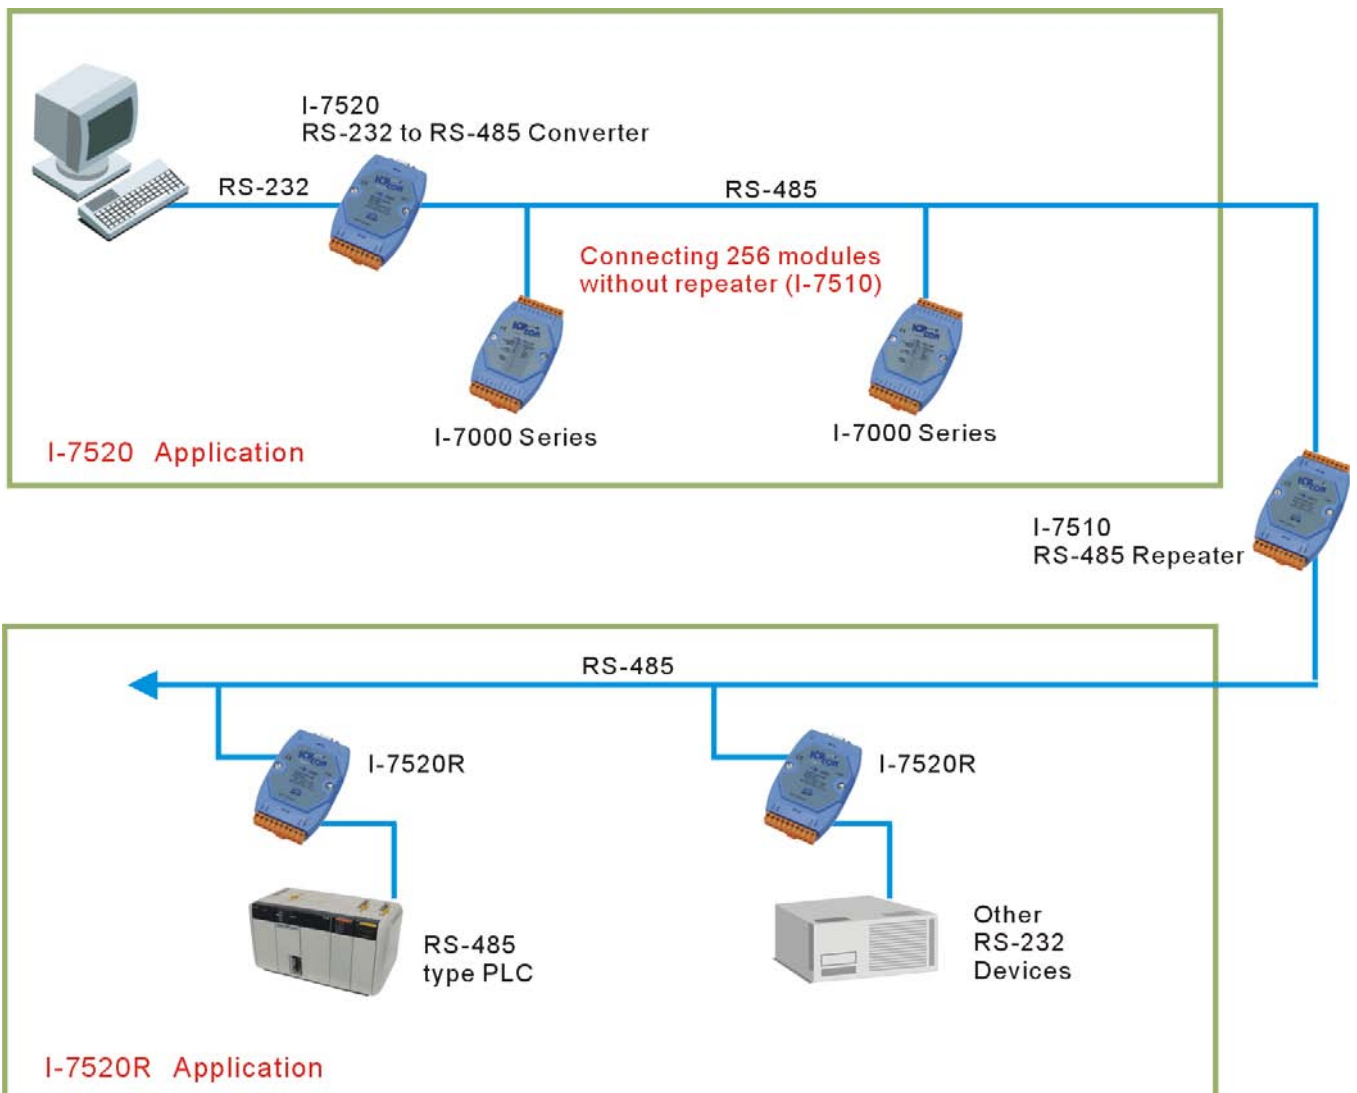 I-7520
RS-232 to RS-485 Converter
RS-232
RS-485
Connecting 256 modules
without repeater (I-7510)
I-7000 Series
I-7000 Series
I-7520 Application
I-7510
RS-485 Repeater
RS-485
I-7520R
I-7520R
RS-485
type PLC
Other
RS-232
Devices
I-7520R Application